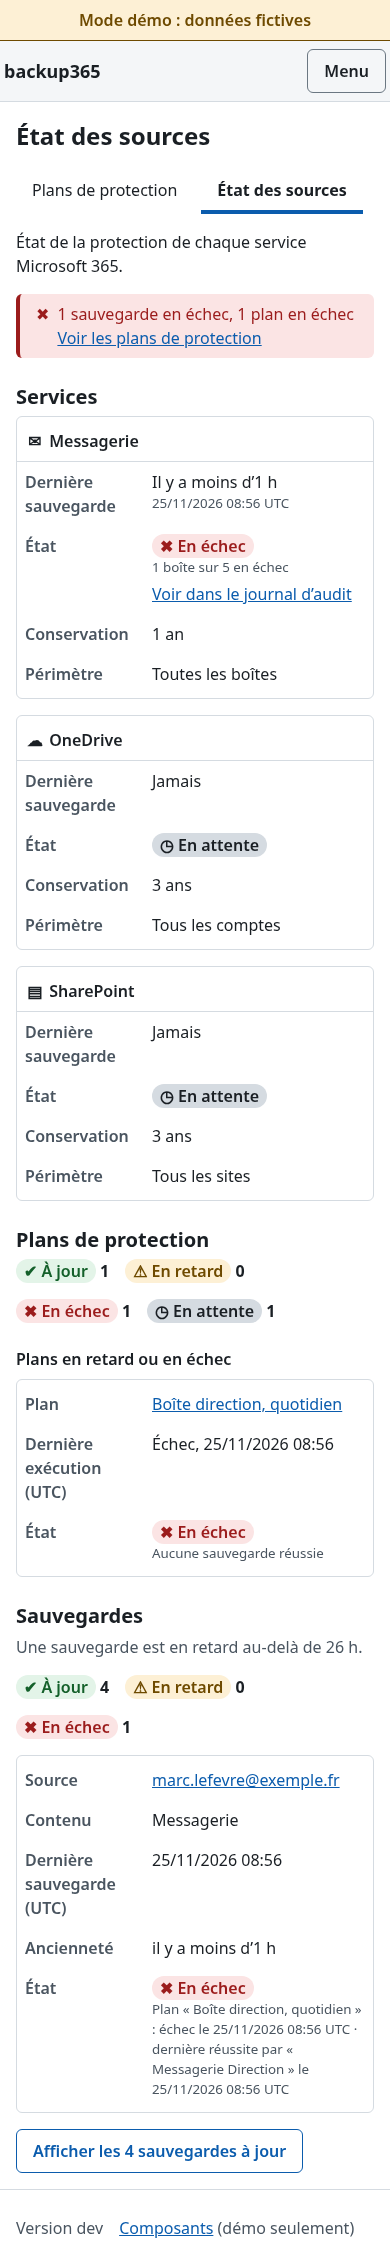 Mode démo : données fictives
backup365
Menu
État des sources
Plans de protection
État des sources
État de la protection de chaque service
Microsoft 365.
✖ 1 sauvegarde en échec, 1 plan en échec
Voir les plans de protection
Services
✉ Messagerie
Dernière
sauvegarde
Il y a moins d’1 h
25/11/2026 08:56 UTC
État
✖ En échec
1 boîte sur 5 en échec
Voir dans le journal d’audit
Conservation
1 an
Périmètre
Toutes les boîtes
☁ OneDrive
Dernière
sauvegarde
Jamais
État
◷ En attente
Conservation
3 ans
Périmètre
Tous les comptes
▤ SharePoint
Dernière
sauvegarde
Jamais
État
◷ En attente
Conservation
3 ans
Périmètre
Tous les sites
Plans de protection
✔ À jour 1 ⚠ En retard 0
✖ En échec 1 ◷ En attente 1
Plans en retard ou en échec
Plan
Boîte direction, quotidien
Dernière
exécution
(UTC)
Échec, 25/11/2026 08:56
État
✖ En échec
Aucune sauvegarde réussie
Sauvegardes
Une sauvegarde est en retard au-delà de 26 h.
✔ À jour 4 ⚠ En retard 0
✖ En échec 1
Source
marc.lefevre@exemple.fr
Contenu
Messagerie
Dernière
sauvegarde
(UTC)
25/11/2026 08:56
Ancienneté
il y a moins d’1 h
État
✖ En échec
Plan « Boîte direction, quotidien »
: échec le 25/11/2026 08:56 UTC ·
dernière réussite par «
Messagerie Direction » le
25/11/2026 08:56 UTC
Afficher les 4 sauvegardes à jour
Version dev Composants (démo seulement)